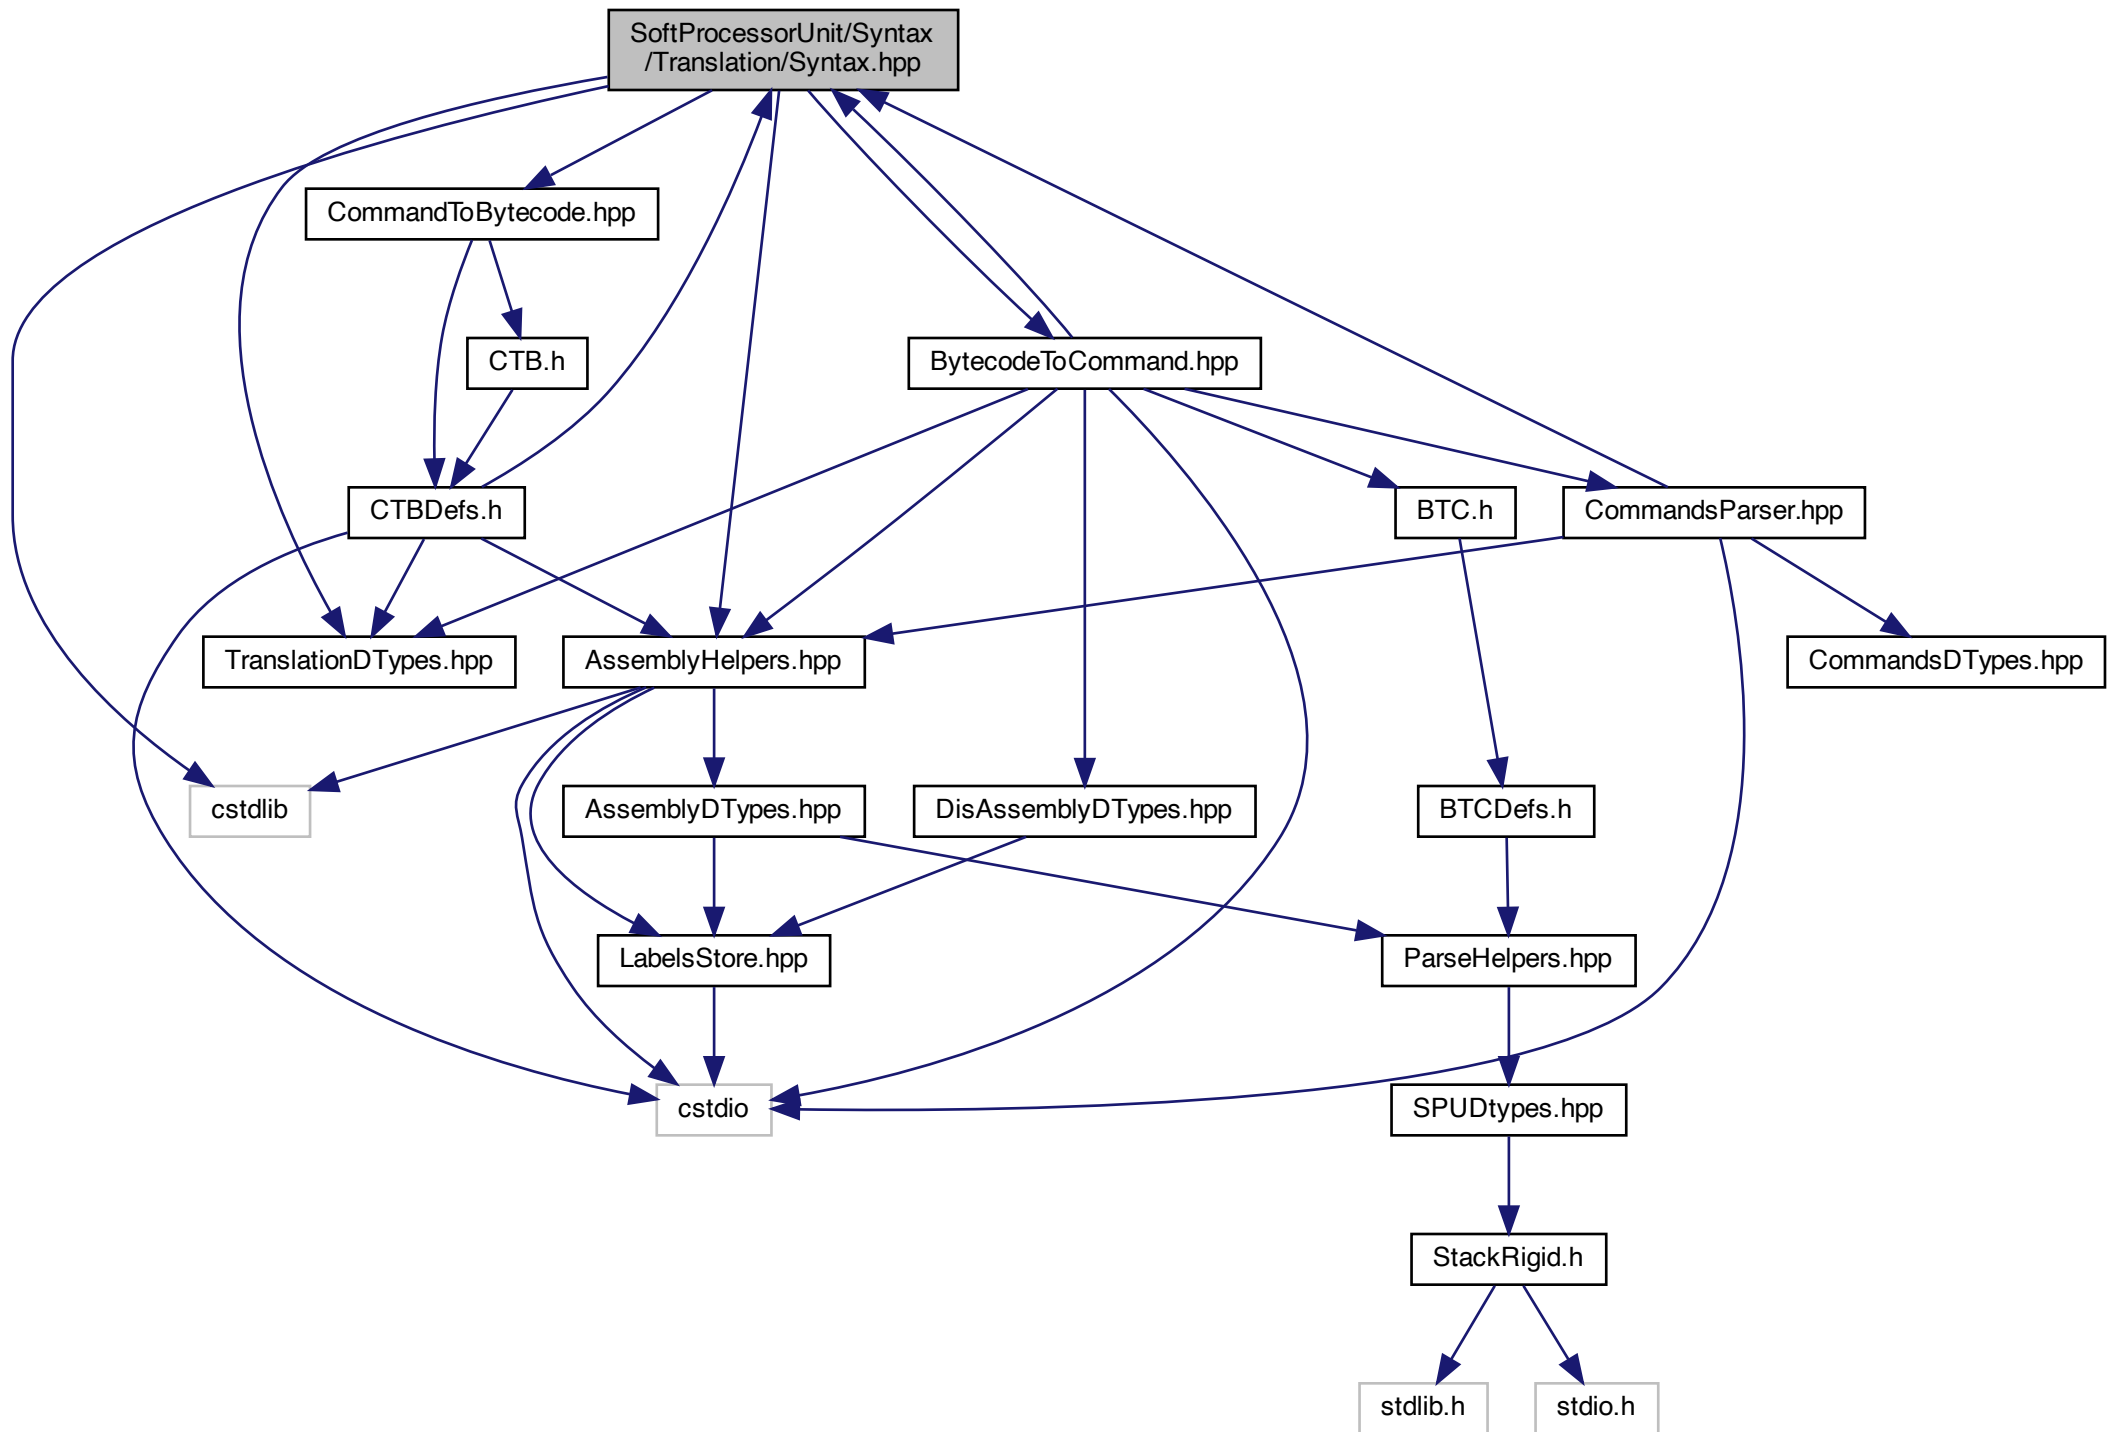 SoftProcessorUnit/Syntax
/Translation/Syntax.hpp
CommandToBytecode.hpp
CTB.h
BytecodeToCommand.hpp
CTBDefs.h
BTC.h
CommandsParser.hpp
TranslationDTypes.hpp
AssemblyHelpers.hpp
CommandsDTypes.hpp
cstdlib
AssemblyDTypes.hpp
DisAssemblyDTypes.hpp
BTCDefs.h
LabelsStore.hpp
ParseHelpers.hpp
cstdio
SPUDtypes.hpp
StackRigid.h
stdlib.h
stdio.h